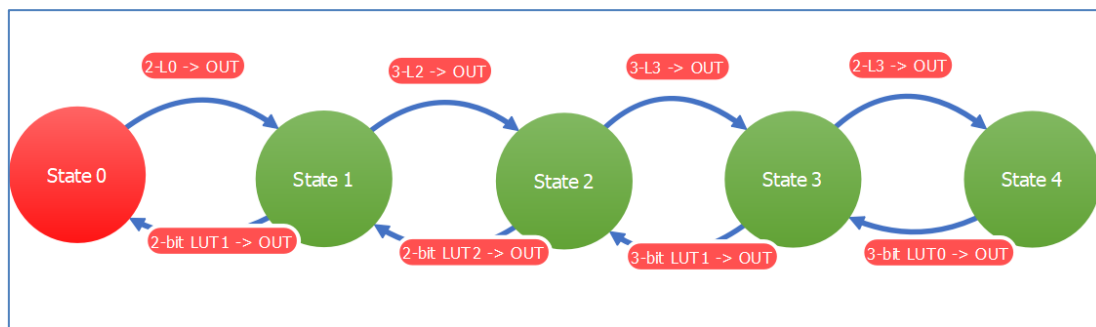 2-L0 -> OUT
3-L2 -> OUT
3-L3 -> OUT
2-L3 -> OUT
State 0
State 1
State 2
State 3
State 4
2-bit LUT1 -> OUT
2-bit LUT2 -> OUT
3-bit LUT1 -> OUT
3-bit LUT0 -> OUT